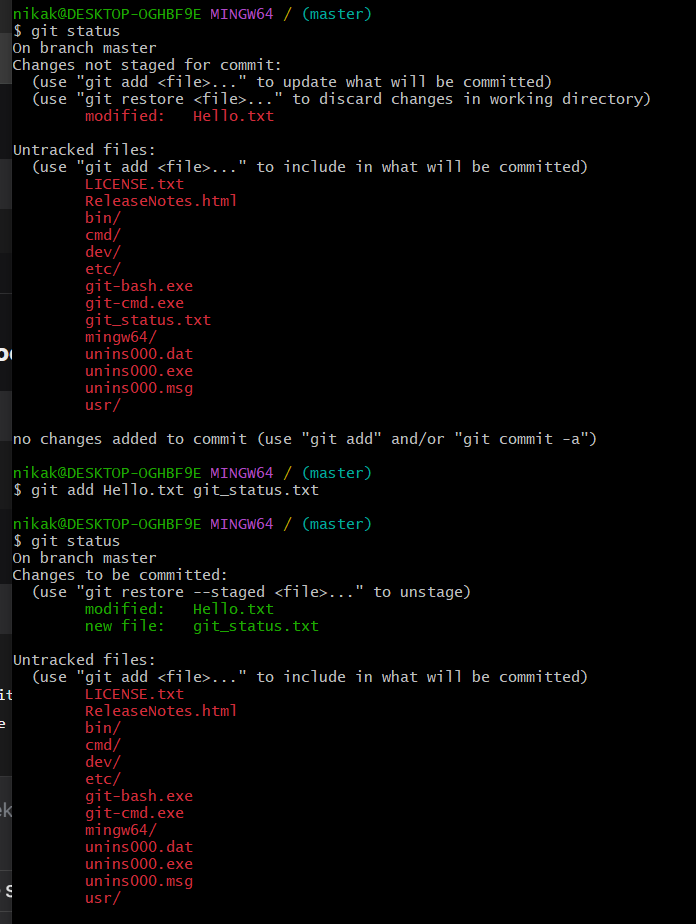 nikak@DESKTOP-OGHBF9E MINGW64 / (master)
$ git status
On branch master
Changes not staged for commit:
  (use "git add <file>..." to update what will be committed)
  (use "git restore <file>..." to discard changes in working directory)
        modified:   Hello.txt

Untracked files:
  (use "git add <file>..." to include in what will be committed)
        LICENSE.txt
        ReleaseNotes.html
        bin/
        cmd/
        dev/
        etc/
        git-bash.exe
        git-cmd.exe
        git_status.txt
        mingw64/
        unins000.dat
        unins000.exe
        unins000.msg
        usr/

no changes added to commit (use "git add" and/or "git commit -a")

nikak@DESKTOP-OGHBF9E MINGW64 / (master)
$ git add Hello.txt git_status.txt

nikak@DESKTOP-OGHBF9E MINGW64 / (master)
$ git status
On branch master
Changes to be committed:
  (use "git restore --staged <file>..." to unstage)
        modified:   Hello.txt
        new file:   git_status.txt

Untracked files:
  (use "git add <file>..." to include in what will be committed)
        LICENSE.txt
        ReleaseNotes.html
        bin/
        cmd/
        dev/
        etc/
        git-bash.exe
        git-cmd.exe
        mingw64/
        unins000.dat
        unins000.exe
        unins000.msg
        usr/